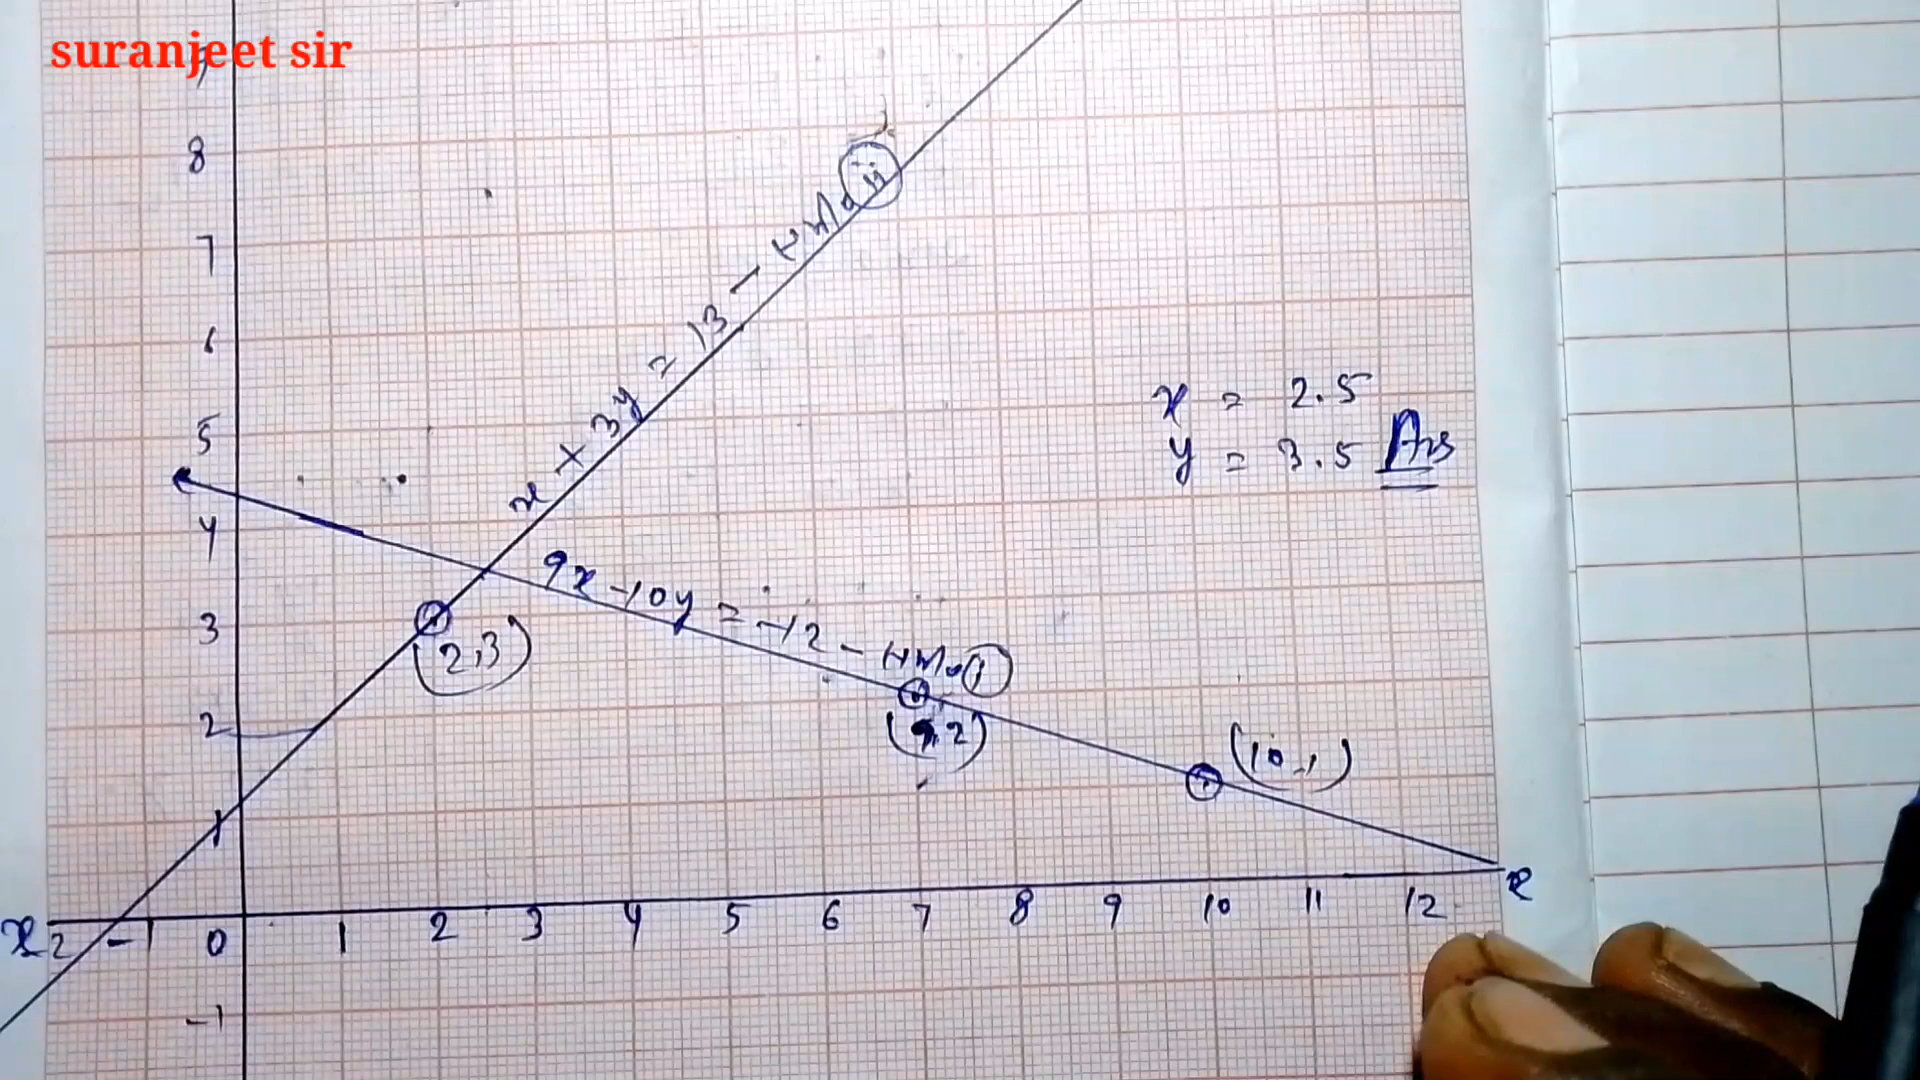 suranjeet sir
9
8
7
6
5
4
3
2
1
x + 3y = 13 -
ii
x = 2.5
y = 3.5 Ans
9x - 10y = -12 -
(2,3)
(10,1)
x
2 -1 0 1 2 3 4 5 6 7 8 9 10 11 12
x
-1